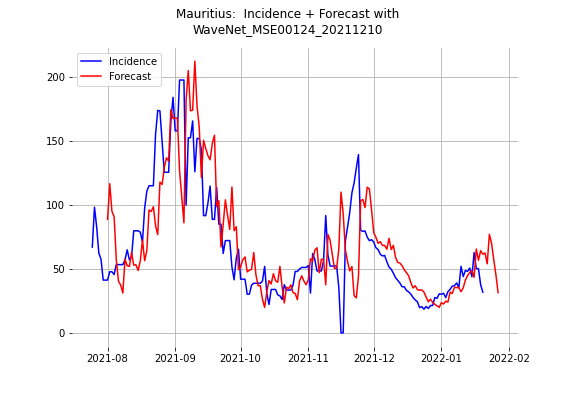 Mauritius:  Incidence + Forecast with
WaveNet_MSE00124_20211210
Incidence
Forecast
200
150
100
50
0
2021-08 2021-09 2021-10 2021-11 2021-12 2022-01 2022-02